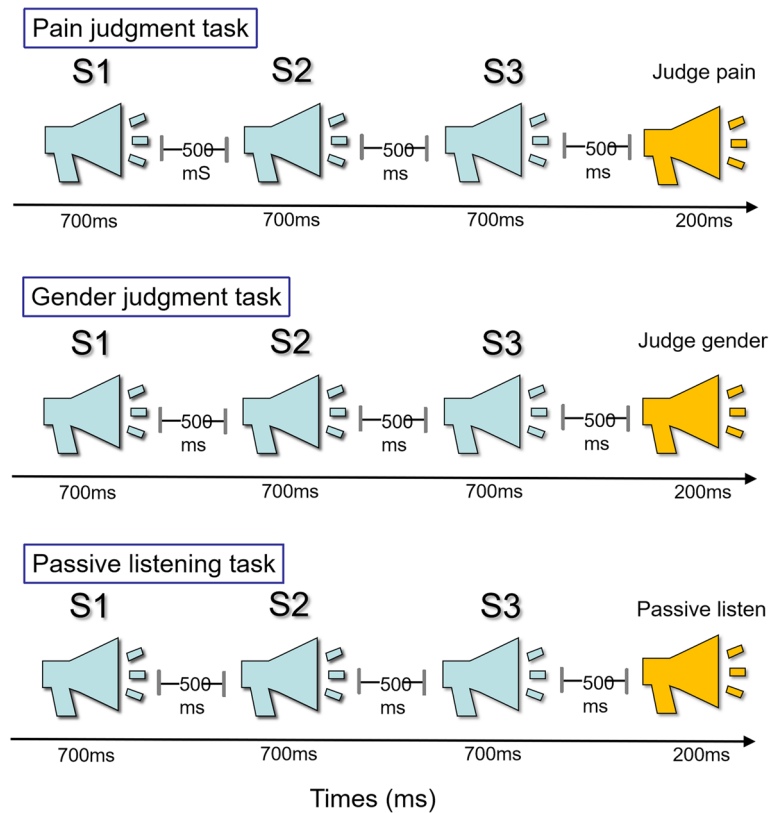 Pain judgment task
S1 S2 S3 Judge pain
500 500 500
mS ms ms
700ms 700ms 700ms 200ms
Gender judgment task
S1 S2 S3 Judge gender
500 500 500
ms ms ms
700ms 700ms 700ms 200ms
Passive listening task
S1 S2 S3 Passive listen
500 500 500
ms ms ms
700ms 700ms 700ms 200ms
Times (ms)